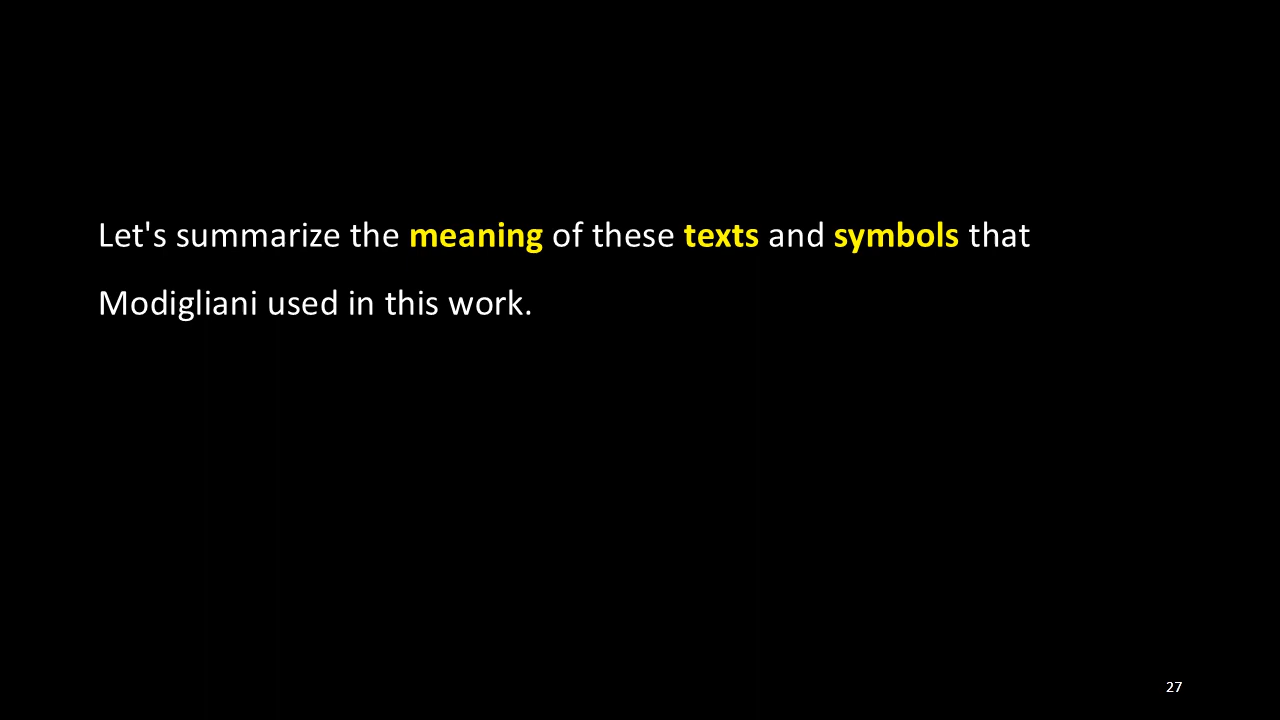 Let's summarize the meaning of these texts and symbols that
Modigliani used in this work.
27